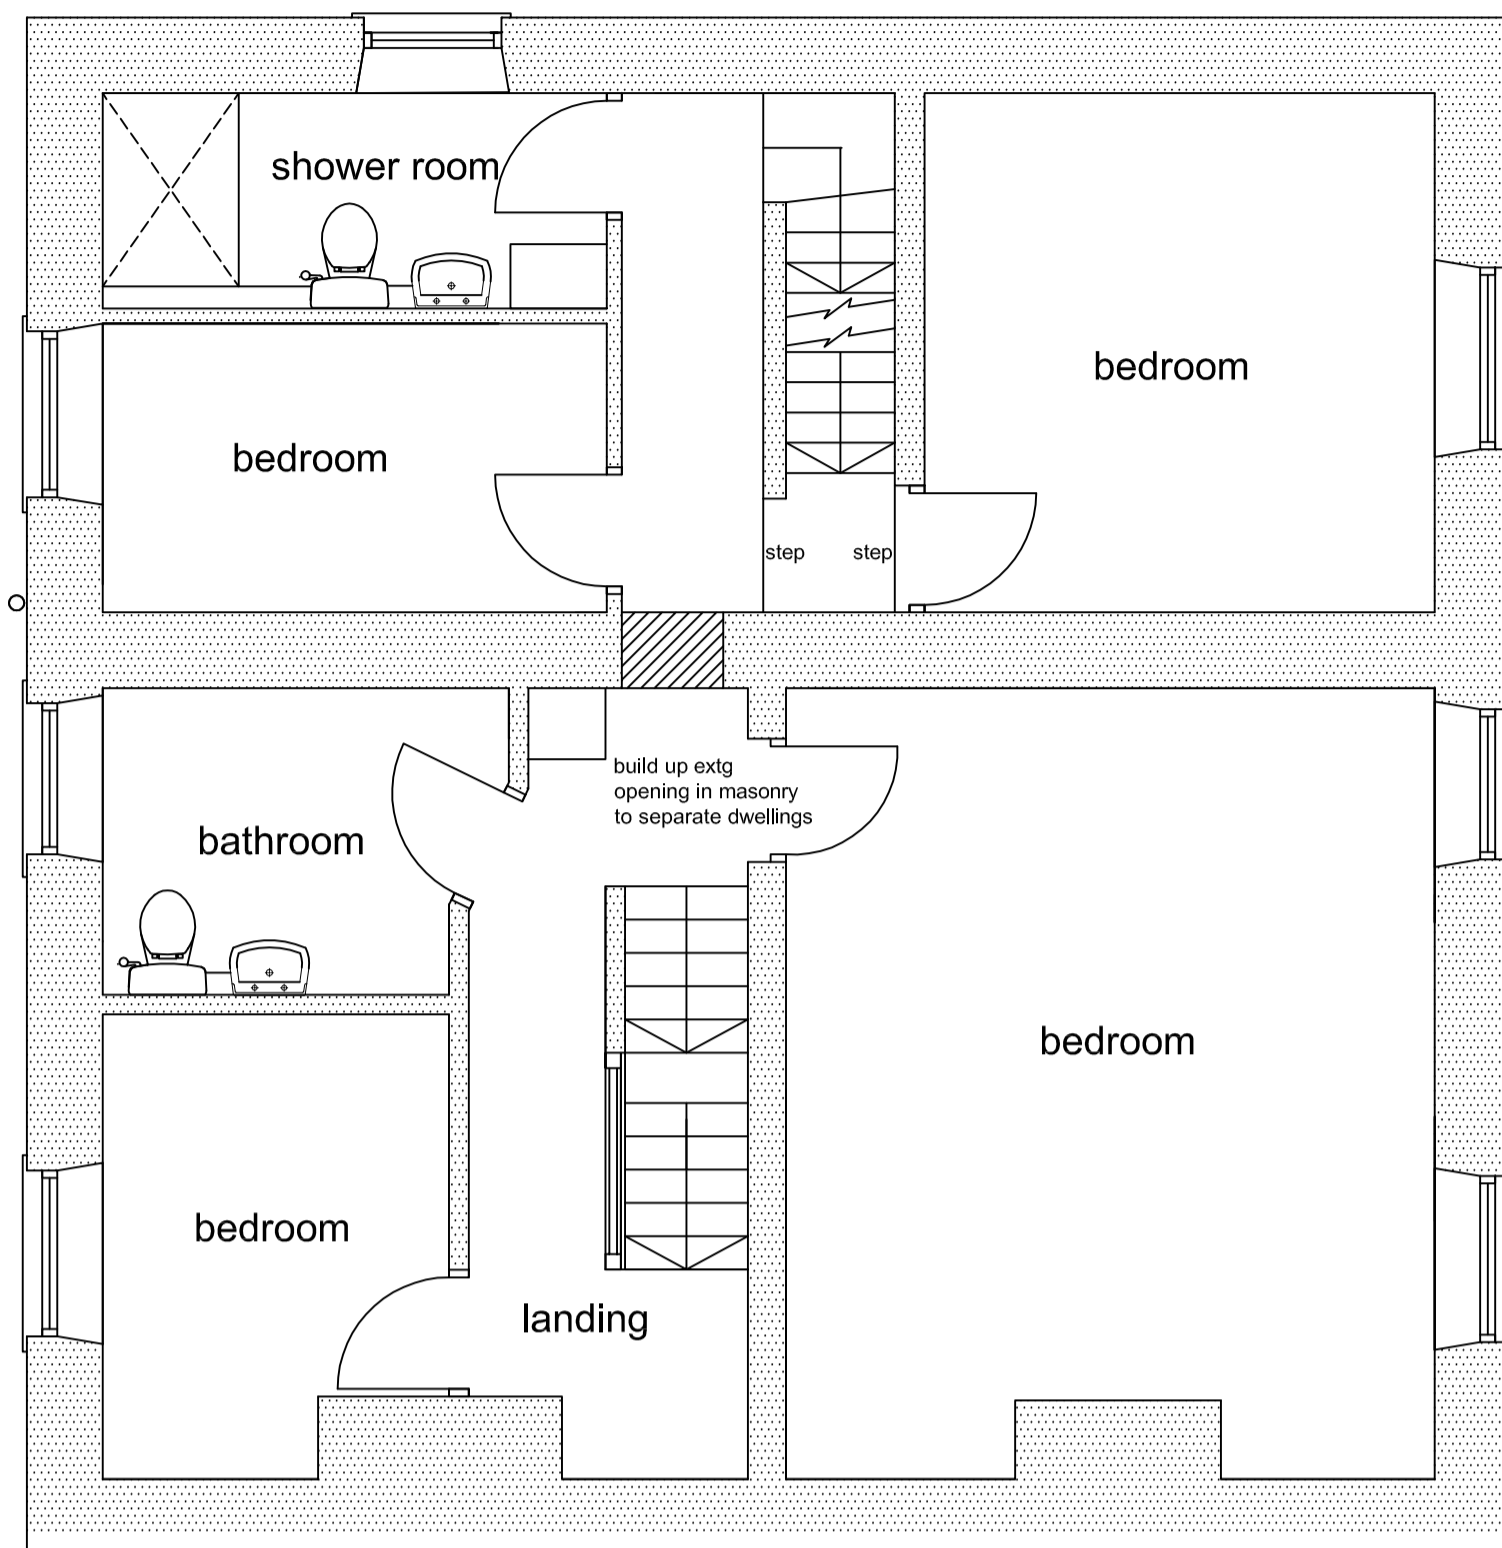 shower room
bedroom
bedroom
step step
build up extg
opening in masonry
to separate dwellings
bathroom
bedroom
bedroom
landing